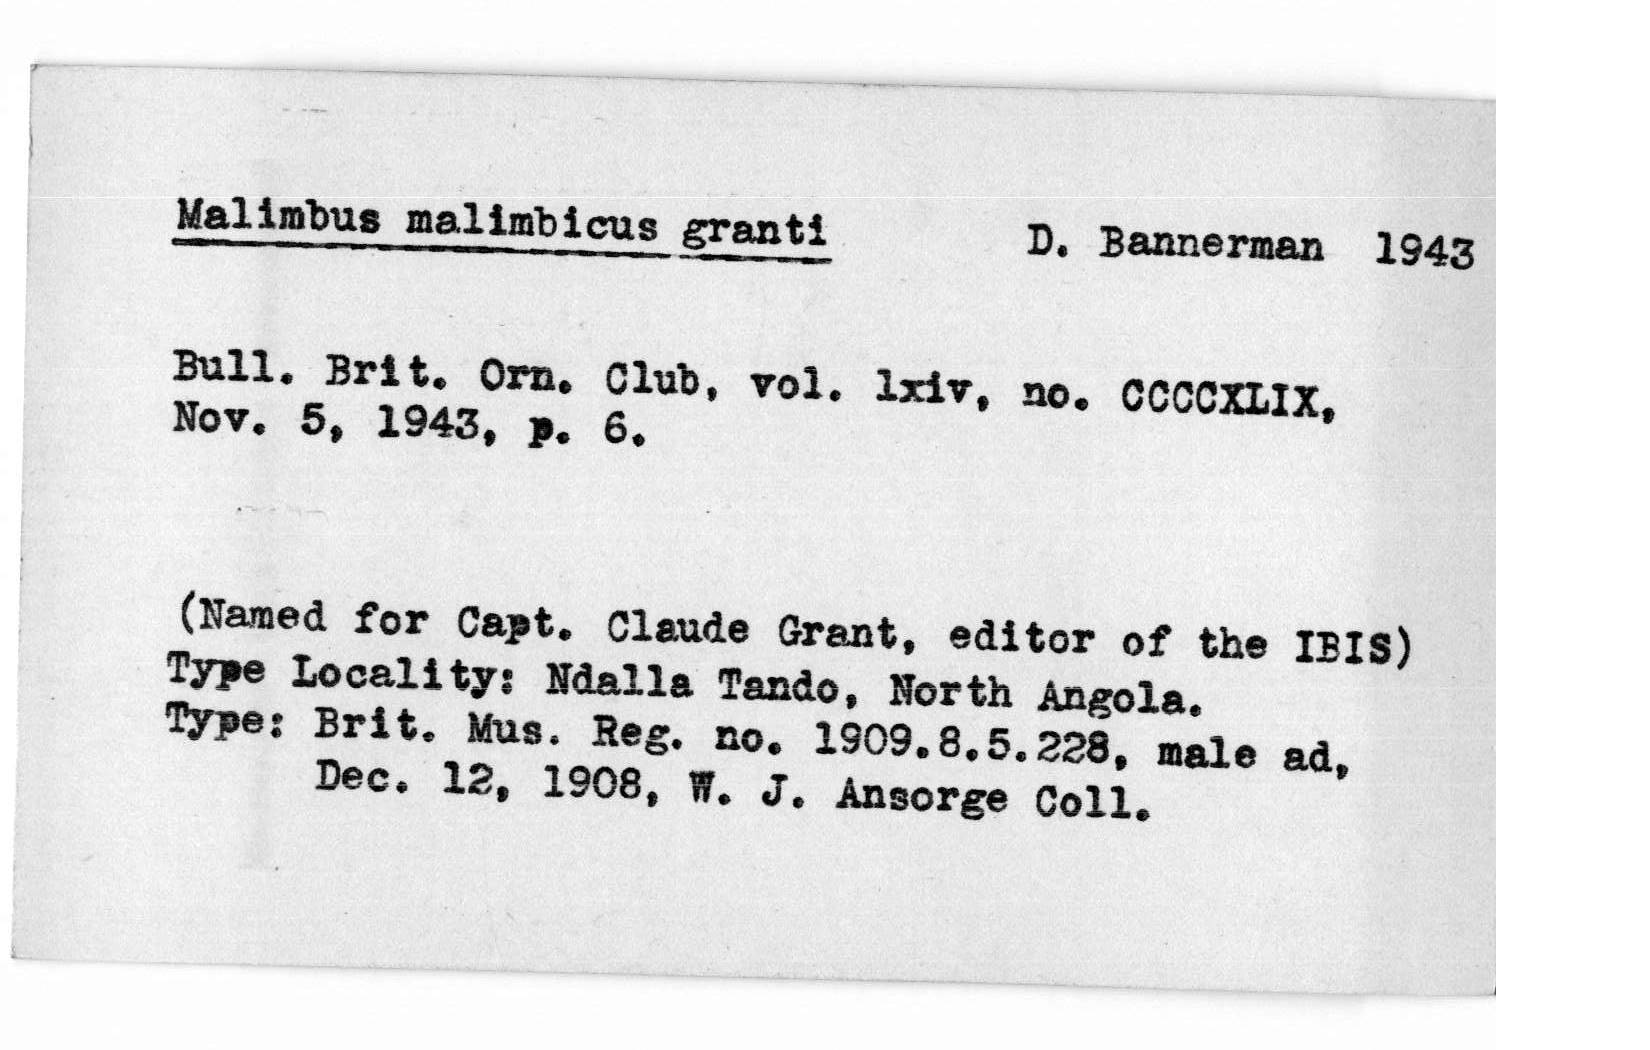 Malimbus malimbicus granti D. Bannerman 1943
Bull. Brit. Orn. Club, vol. lxiv, no. CCCCXLIX,
Nov. 5, 1943, p. 6.
(Named for Capt. Claude Grant, editor of the IBIS)
Type Locality: Ndalla Tando, North Angola.
Type: Brit. Mus. Reg. no. 1909.8.5.228, male ad,
Dec. 12, 1908, W. J. Ansorge Coll.